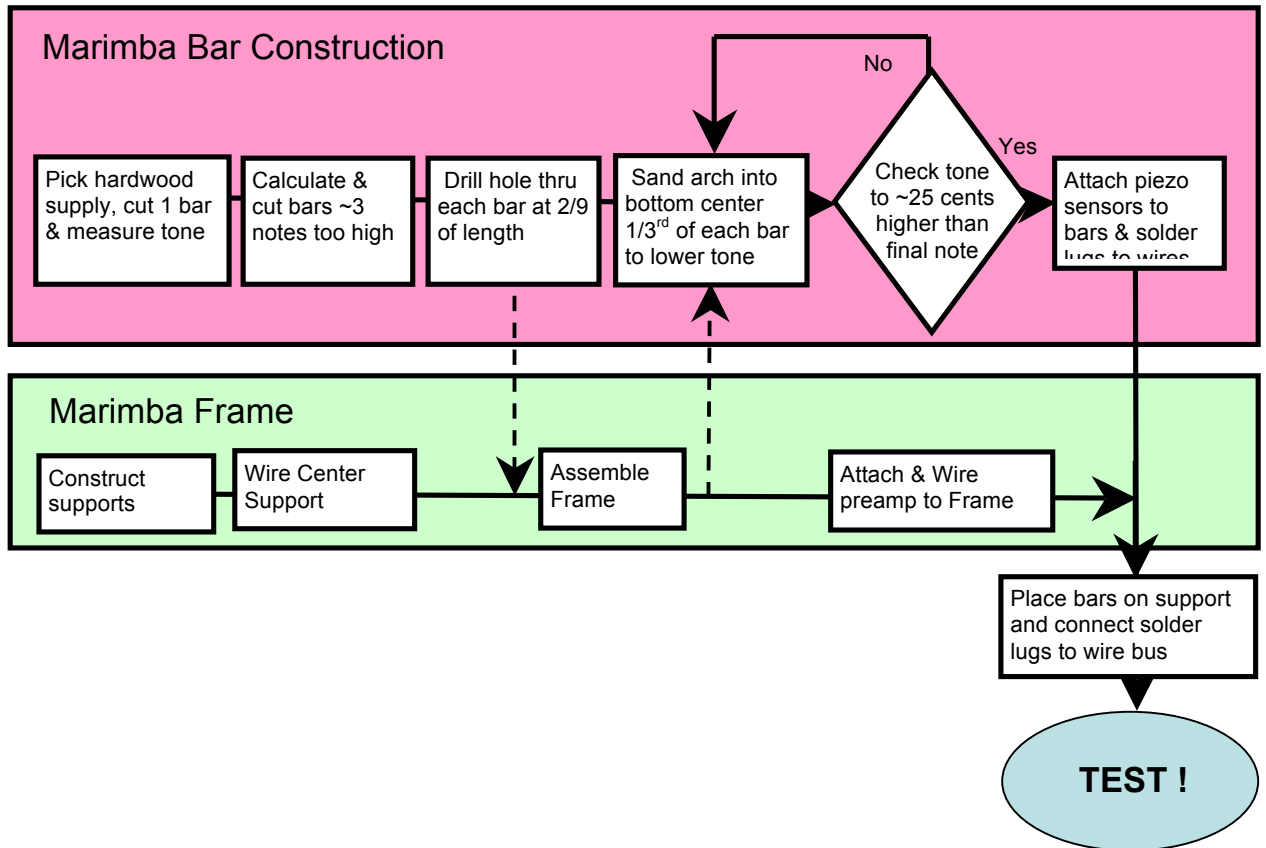 Marimba Bar Construction
No
Yes
Pick hardwood
supply, cut 1 bar
& measure tone
Calculate &
cut bars ~3
notes too high
Drill hole thru
each bar at 2/9
of length
Sand arch into
bottom center
1/3rd of each bar
to lower tone
Check tone
to ~25 cents
higher than
final note
Attach piezo
sensors to
bars & solder
lugs to wires
Marimba Frame
Construct
supports
Wire Center
Support
Assemble
Frame
Attach & Wire
preamp to Frame
Place bars on support
and connect solder
lugs to wire bus
TEST !